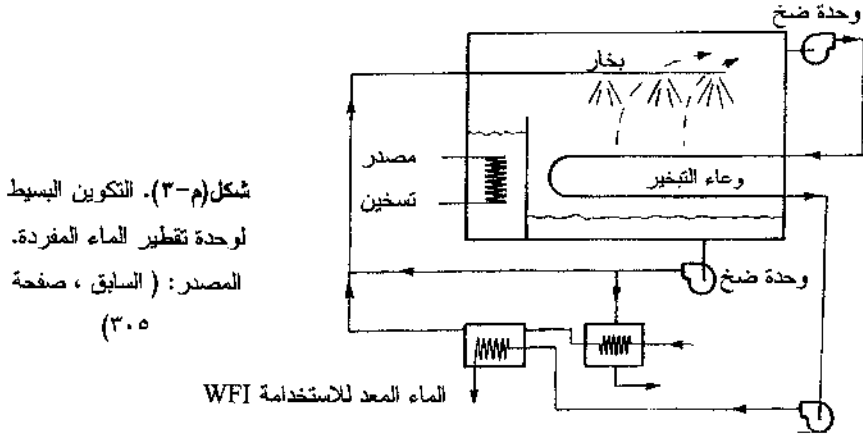 وحدة ضخ
بخار
مصدر
تسخين
وعاء التبخير
وحدة ضخ
الماء المعد للاستخدامة WFI
شكل(م-٣). التكوين البسيط
لوحدة تقطير الماء المفردة.
المصدر: ( السابق ، صفحة
٣٠٥)